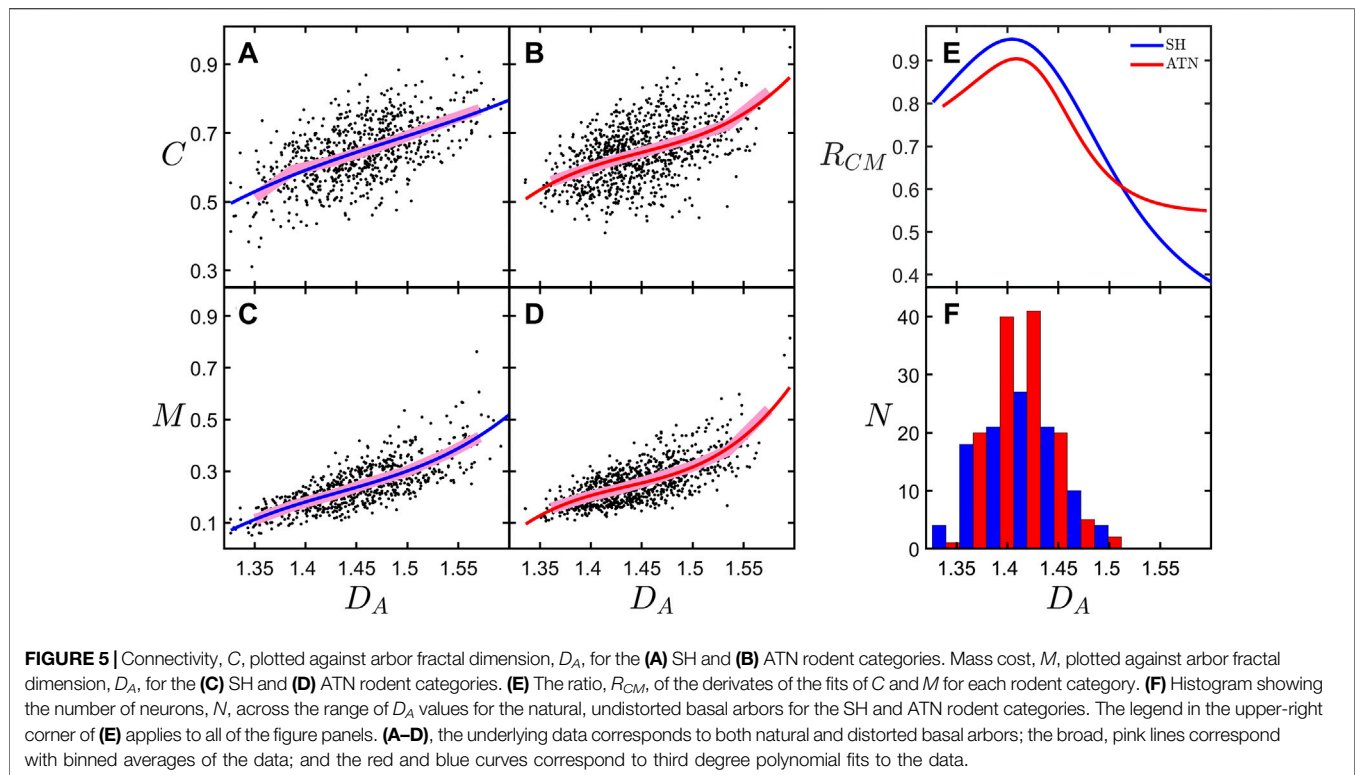 A
B
0.9
0.7
C
0.5
0.3
C
D
0.9
0.7
M
0.5
0.3
0.1
1.35 1.4 1.45 1.5 1.55
1.35 1.4 1.45 1.5 1.55
D_A
D_A
E
SH
ATN
0.9
0.8
R_CM
0.7
0.6
0.5
0.4
F
40
30
N
20
10
0
1.35 1.4 1.45 1.5 1.55
D_A
FIGURE 5 | Connectivity, C, plotted against arbor fractal dimension, D_A, for the (A) SH and (B) ATN rodent categories. Mass cost, M, plotted against arbor fractal
dimension, D_A, for the (C) SH and (D) ATN rodent categories. (E) The ratio, R_CM, of the derivates of the fits of C and M for each rodent category. (F) Histogram showing
the number of neurons, N, across the range of D_A values for the natural, undistorted basal arbors for the SH and ATN rodent categories. The legend in the upper-right
corner of (E) applies to all of the figure panels. (A–D), the underlying data corresponds to both natural and distorted basal arbors; the broad, pink lines correspond
with binned averages of the data; and the red and blue curves correspond to third degree polynomial fits to the data.